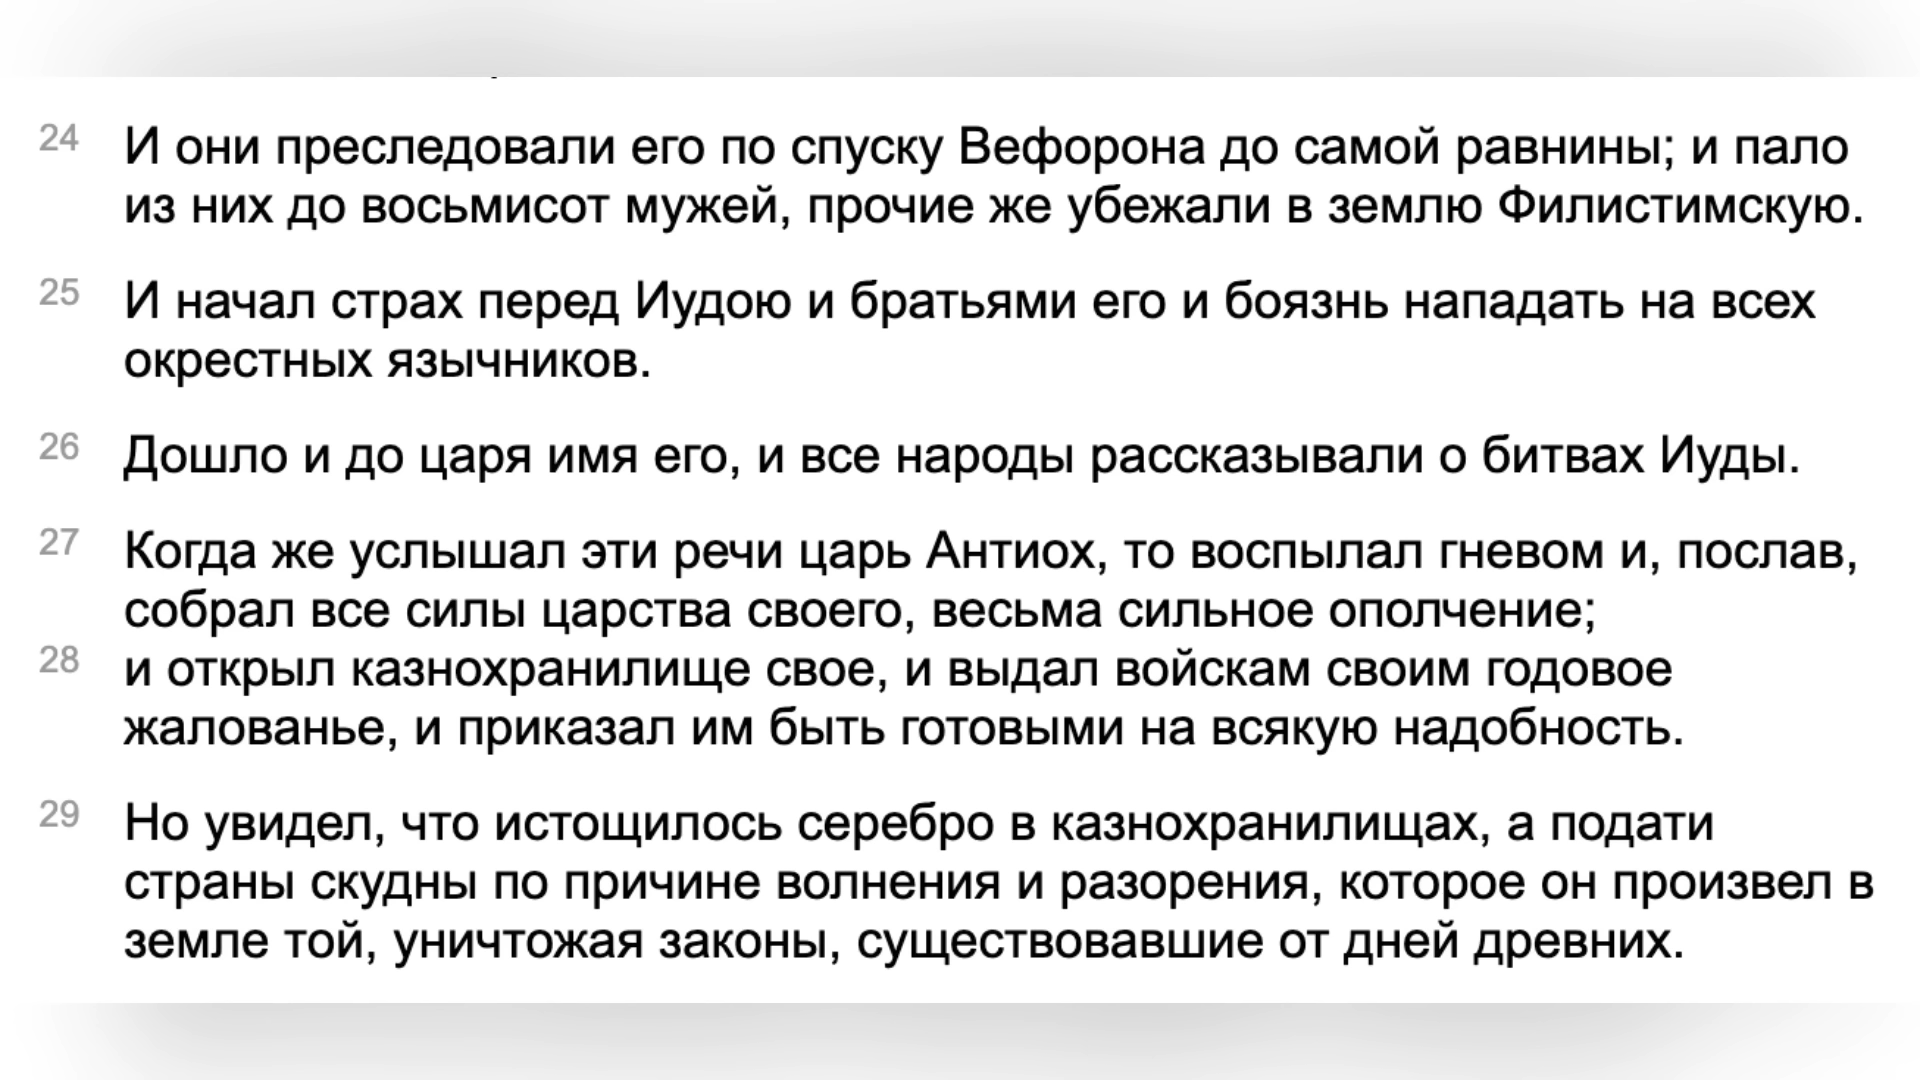 24 И они преследовали его по спуску Вефорона до самой равнины; и пало
из них до восьмисот мужей, прочие же убежали в землю Филистимскую.
25 И начал страх перед Иудою и братьями его и боязнь нападать на всех
окрестных язычников.
26 Дошло и до царя имя его, и все народы рассказывали о битвах Иуды.
27 Когда же услышал эти речи царь Антиох, то воспылал гневом и, послав,
собрал все силы царства своего, весьма сильное ополчение;
28 и открыл казнохранилище свое, и выдал войскам своим годовое
жалованье, и приказал им быть готовыми на всякую надобность.
29 Но увидел, что истощилось серебро в казнохранилищах, а подати
страны скудны по причине волнения и разорения, которое он произвел в
земле той, уничтожая законы, существовавшие от дней древних.